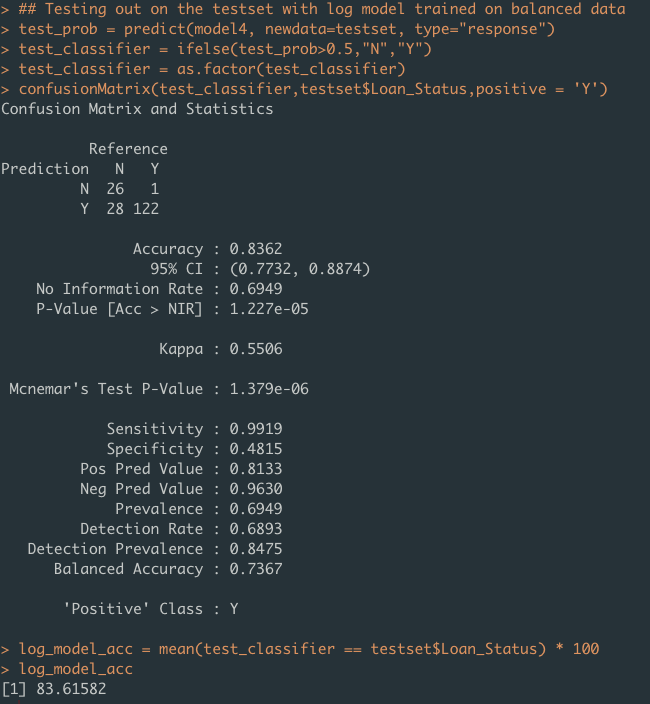 > ## Testing out on the testset with log model trained on balanced data
> test_prob = predict(model4, newdata=testset, type="response")
> test_classifier = ifelse(test_prob>0.5,"N","Y")
> test_classifier = as.factor(test_classifier)
> confusionMatrix(test_classifier,testset$Loan_Status,positive = 'Y')
Confusion Matrix and Statistics
Reference
Prediction N Y
N 26 1
Y 28 122
Accuracy : 0.8362
95% CI : (0.7732, 0.8874)
No Information Rate : 0.6949
P-Value [Acc > NIR] : 1.227e-05
Kappa : 0.5506
Mcnemar's Test P-Value : 1.379e-06
Sensitivity : 0.9919
Specificity : 0.4815
Pos Pred Value : 0.8133
Neg Pred Value : 0.9630
Prevalence : 0.6949
Detection Rate : 0.6893
Detection Prevalence : 0.8475
Balanced Accuracy : 0.7367
'Positive' Class : Y
> log_model_acc = mean(test_classifier == testset$Loan_Status) * 100
> log_model_acc
[1] 83.61582